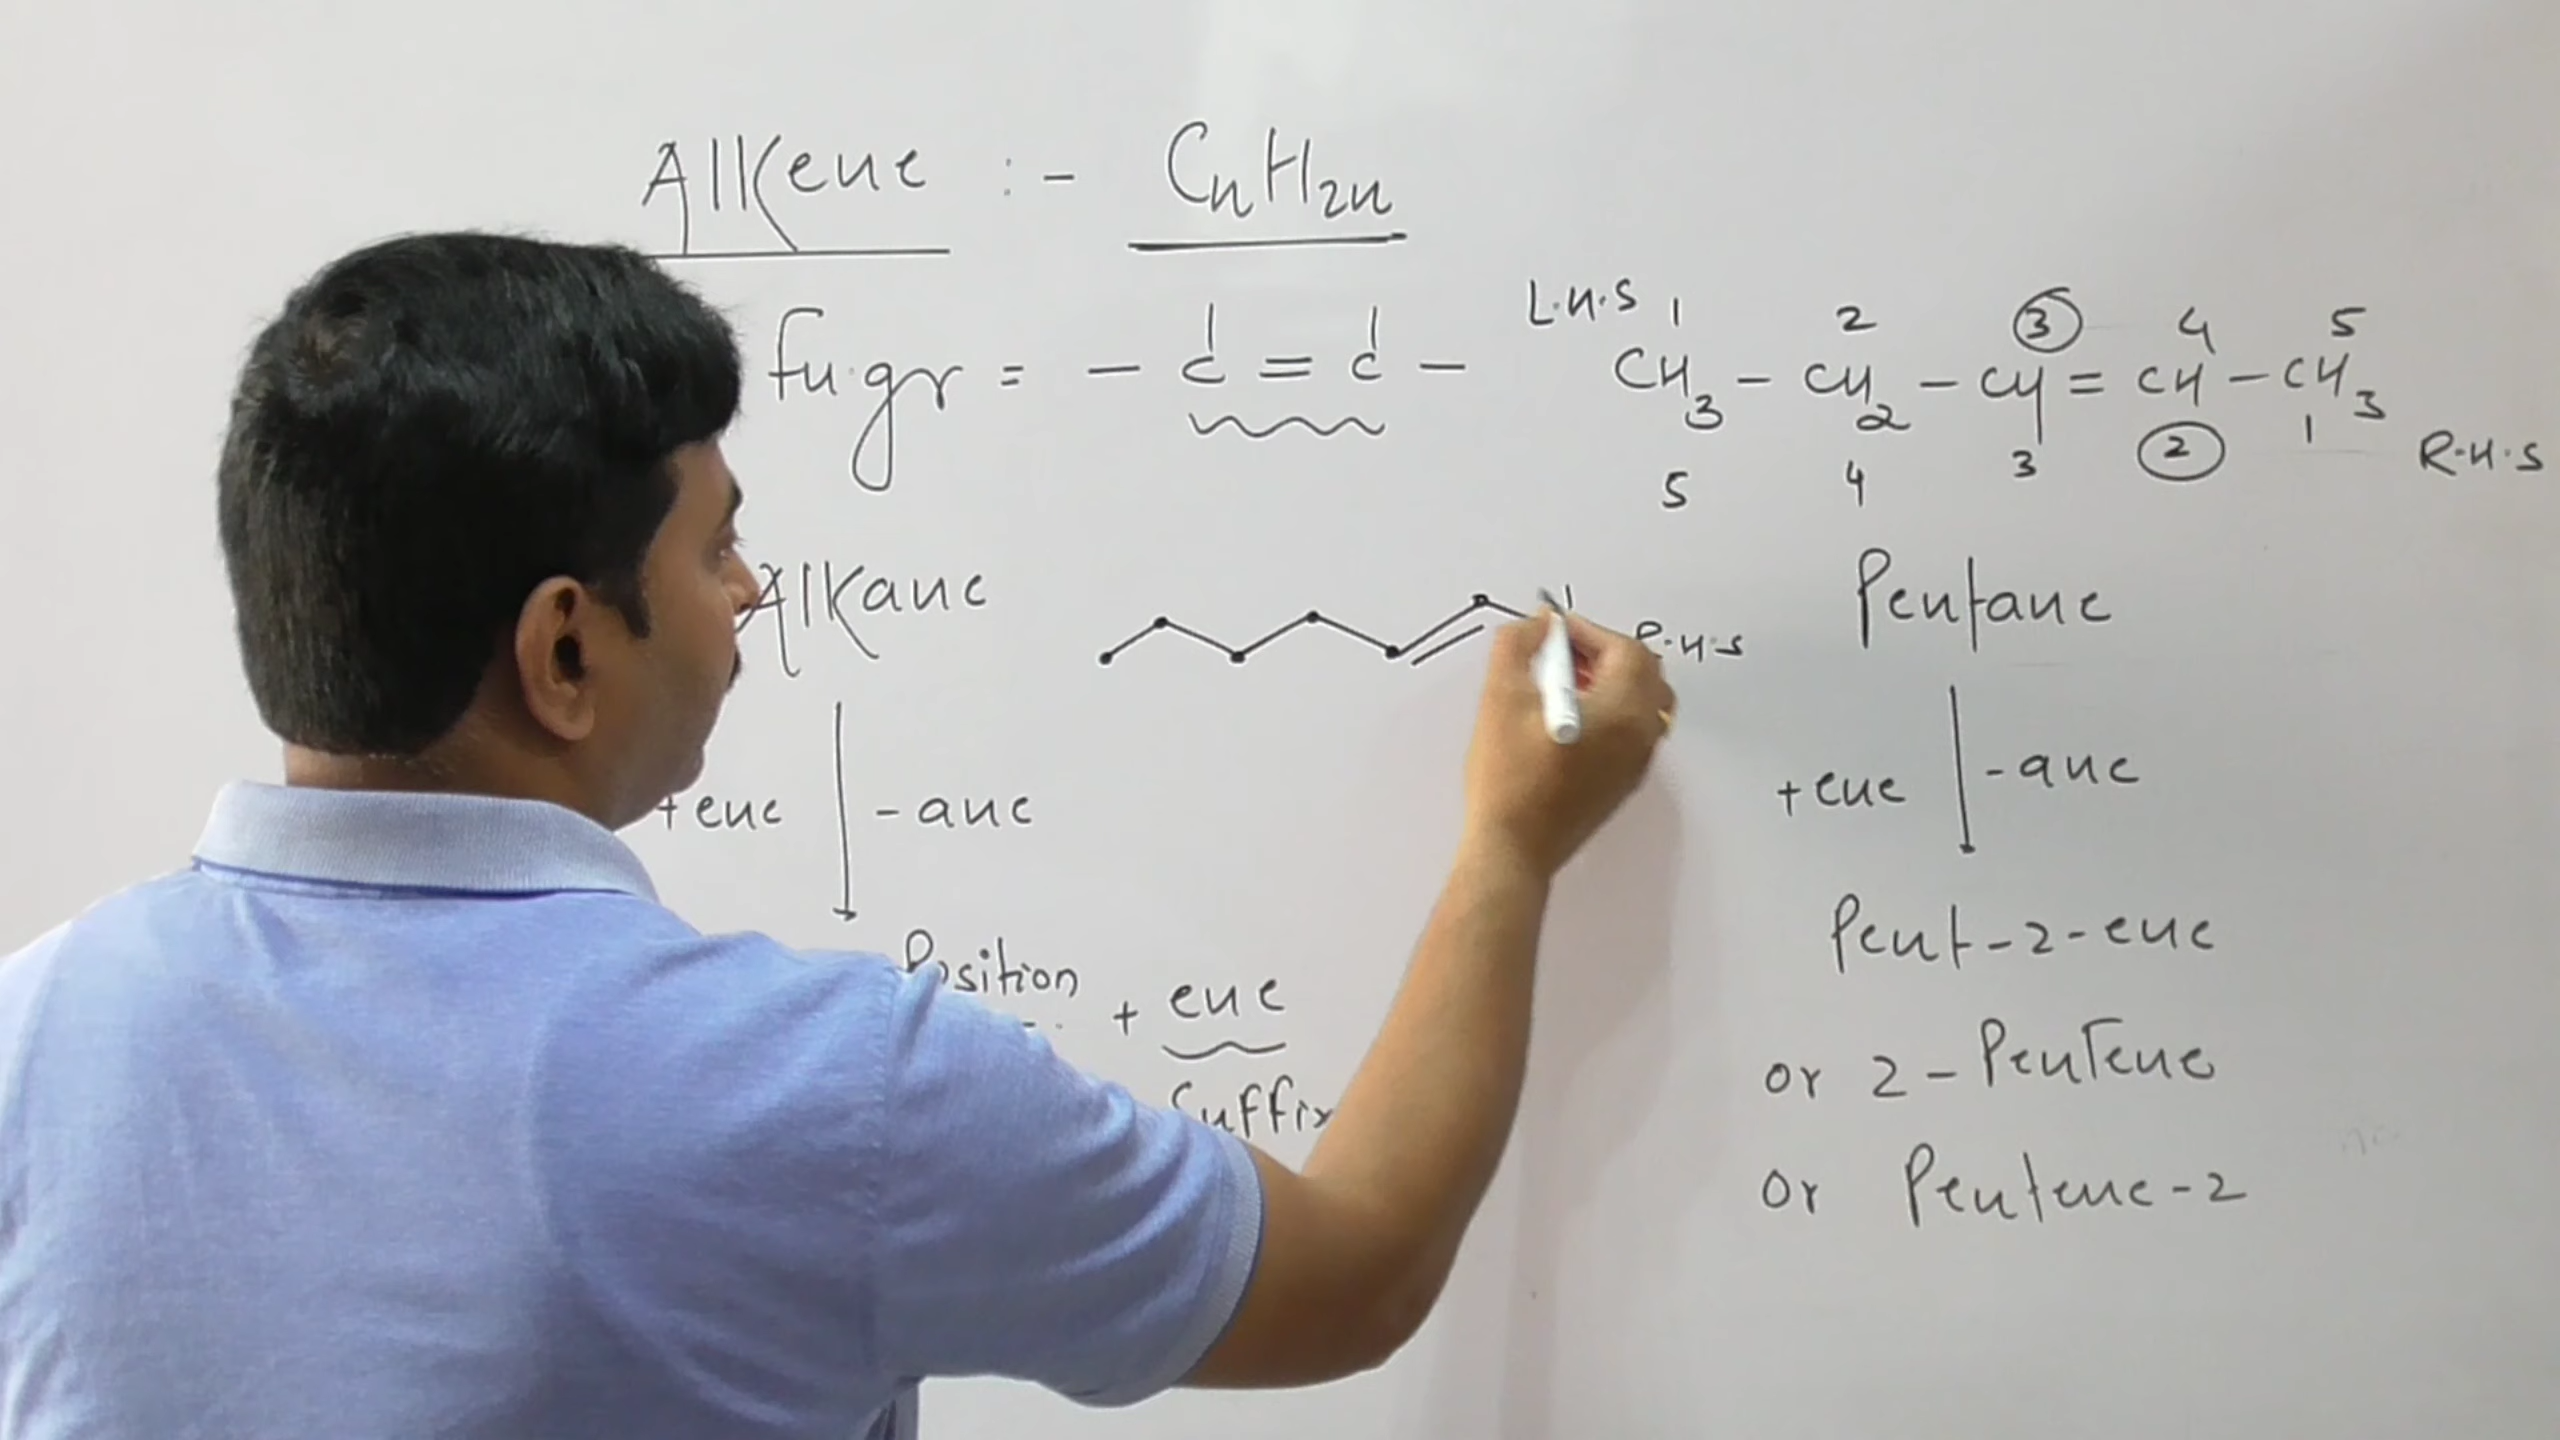 Alkene :- CnH2n
Fu.gr = - C = C -
L.H.S 1 2 3 4 5
CH3 - CH2 - CH = CH - CH3
5 4 3 2 1 R.H.S
Alkane
+ ene - ane
Position + ene
Suffix
1
R.H.S
Pentane
+ ene - ane
Pent-2-ene
or 2-Pentene
or Pentene-2